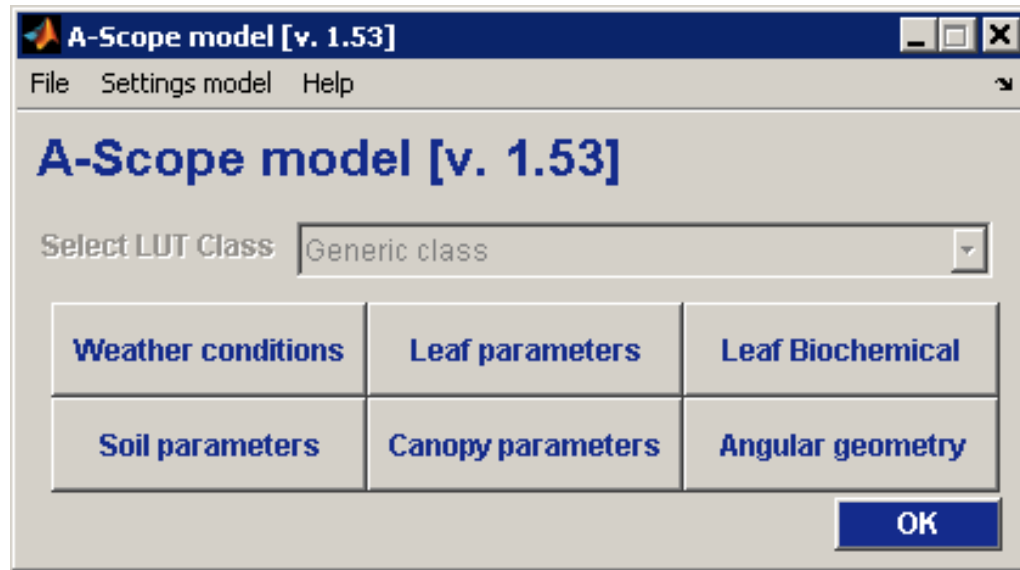 A-Scope model [v. 1.53]
File Settings model Help
A-Scope model [v. 1.53]
Select LUT Class Generic class
Weather conditions Leaf parameters Leaf Biochemical
Soil parameters Canopy parameters Angular geometry
OK